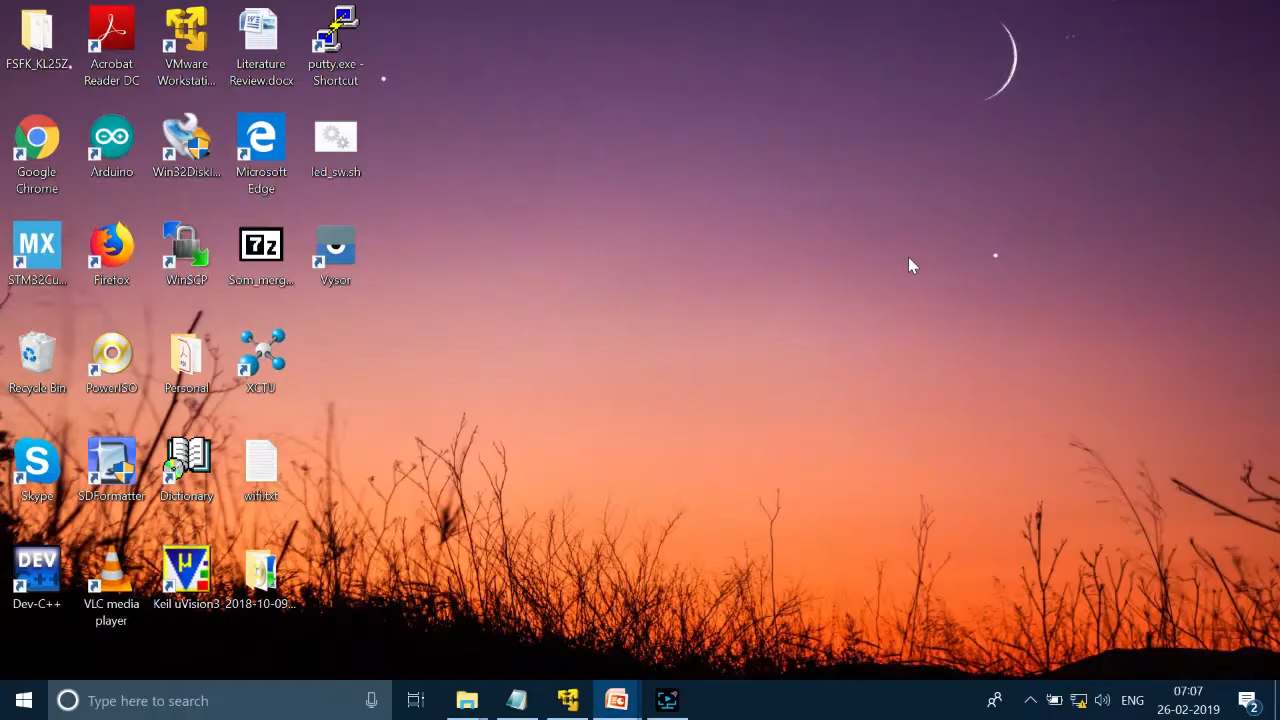 FSFK_KL25Z
Acrobat
Reader DC
VMware
Workstati...
Literature
Review.docx
putty.exe -
Shortcut
Google
Chrome
Arduino
Win32DiskI...
Microsoft
Edge
led_sw.sh
MX
STM32Cu...
Firefox
WinSCP
7z
Som_merg...
Vysor
Recycle Bin
PowerISO
Personal
XCTU
S
Skype
SDFormatter
Dictionary
wifi.txt
DEV
Dev-C++
VLC media
player
µ
Keil uVision3
2018-10-09...
Type here to search
ENG
07:07
26-02-2019
2